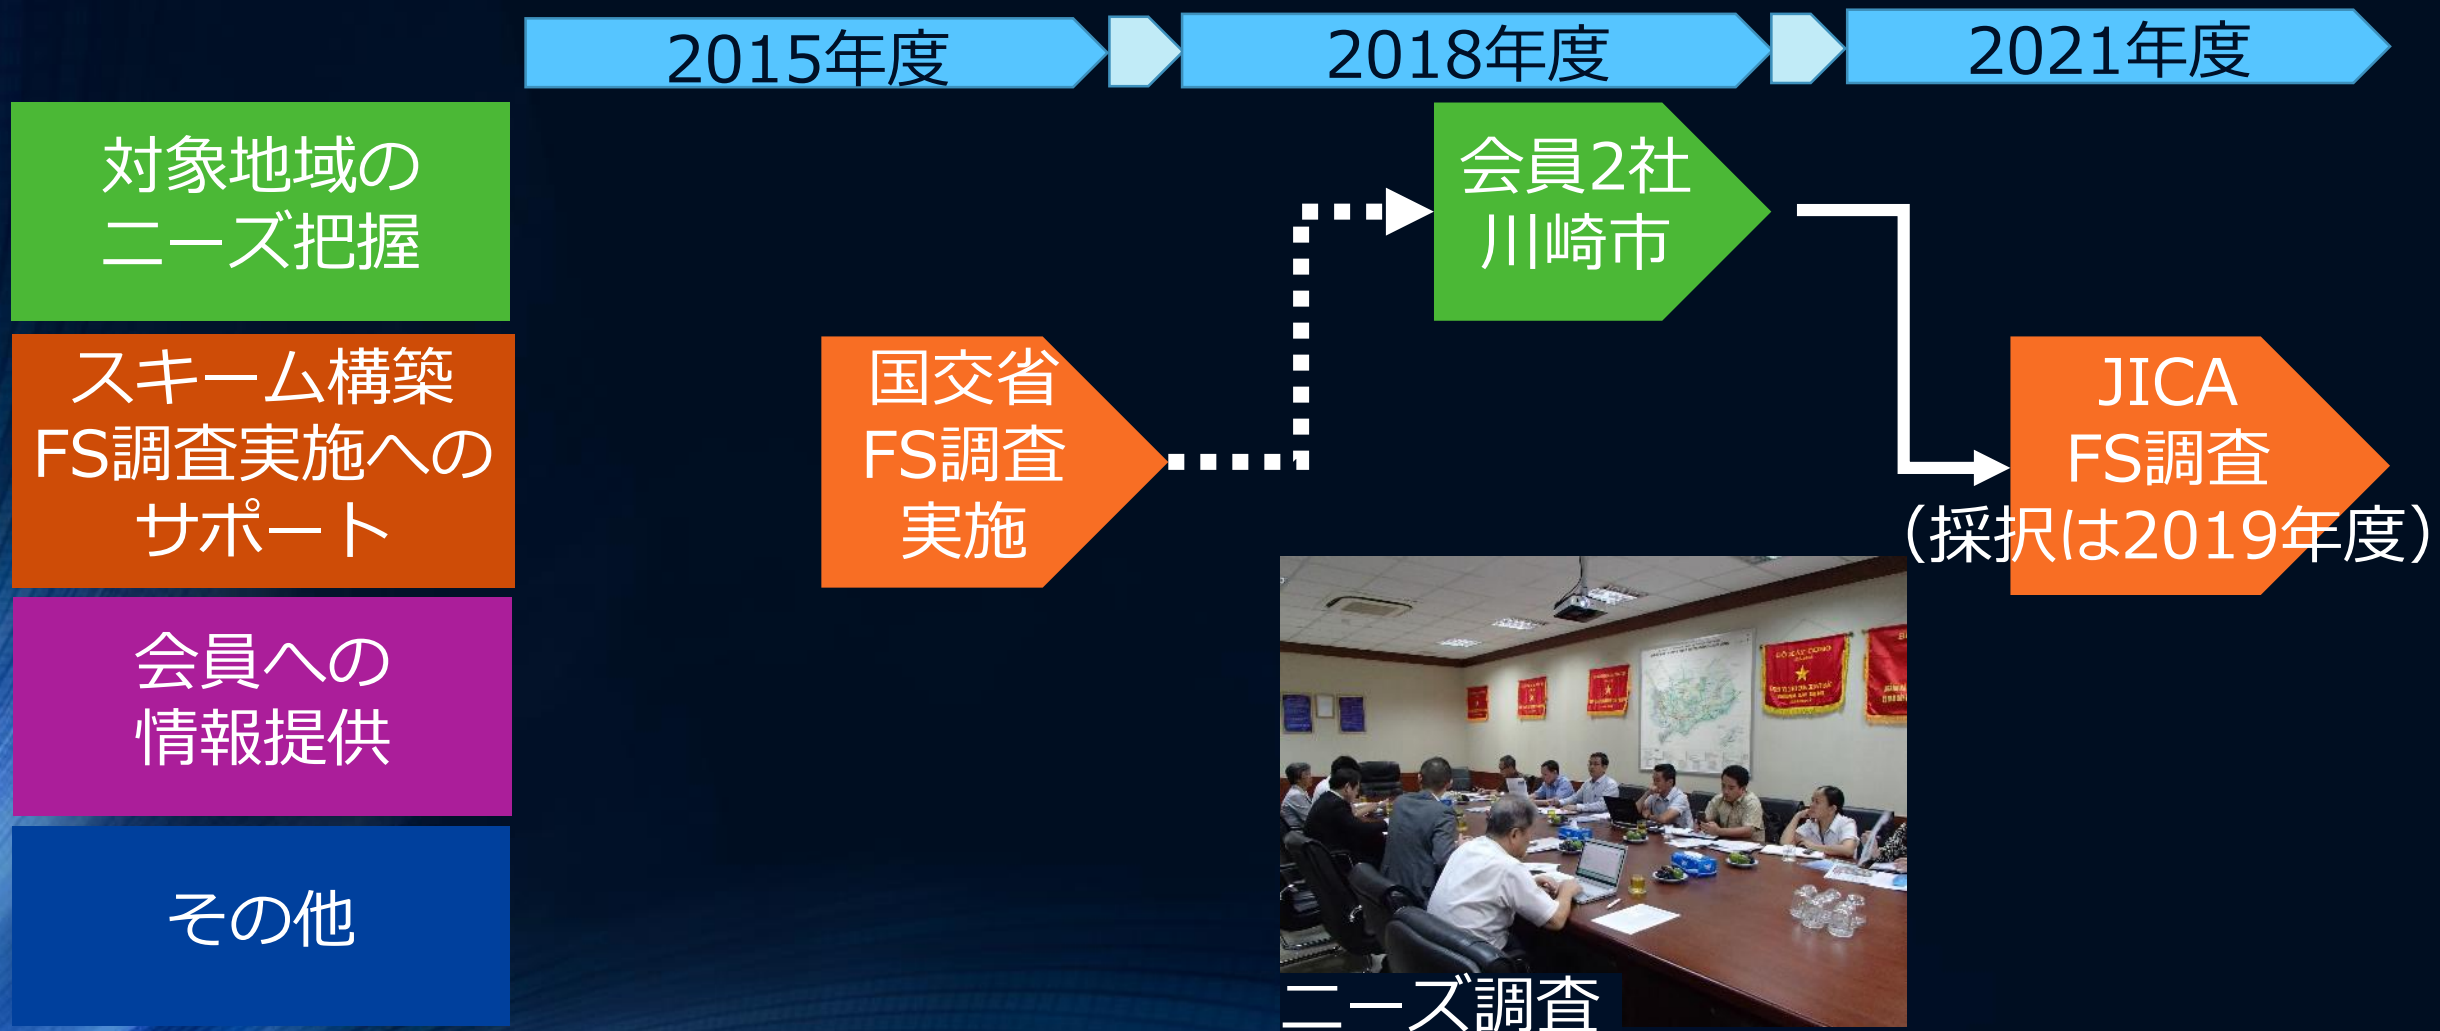 2015年度
2018年度
2021年度
対象地域の
ニーズ把握
会員2社
川崎市
スキーム構築
FS調査実施への
サポート
国交省
FS調査
実施
JICA
FS調査
（採択は2019年度）
会員への
情報提供
その他
ニーズ調査